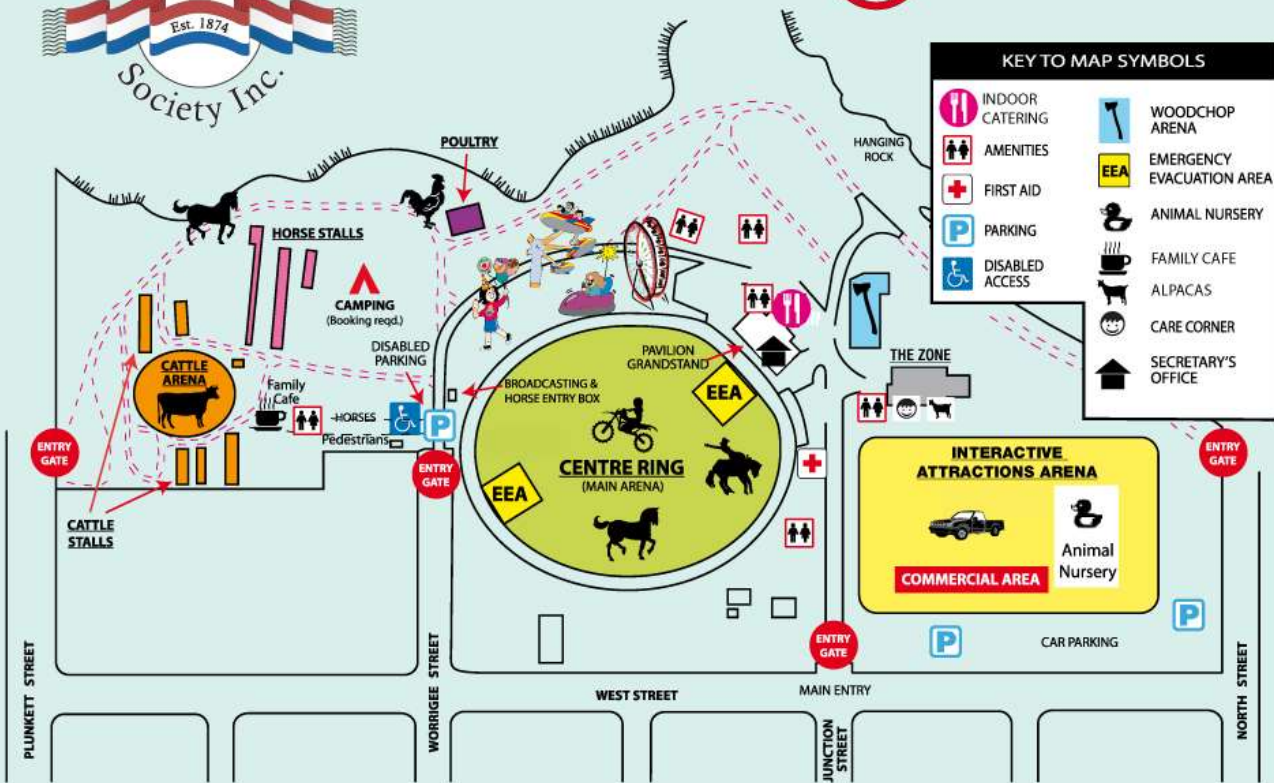 Est. 1874
Society Inc.
KEY TO MAP SYMBOLS
INDOOR
CATERING
AMENITIES
FIRST AID
P
PARKING
DISABLED
ACCESS
WOODCHOP
ARENA
EEA
EMERGENCY
EVACUATION AREA
ANIMAL NURSERY
FAMILY CAFE
ALPACAS
CARE CORNER
SECRETARY'S
OFFICE
POULTRY
HANGING
ROCK
HORSE STALLS
CAMPING
(Booking reqd.)
DISABLED
PARKING
PAVILION
GRANDSTAND
THE ZONE
CATTLE
ARENA
Family
Cafe
BROADCASTING &
HORSE ENTRY BOX
EEA
HORSES
P
Pedestrians
ENTRY
GATE
ENTRY
GATE
CENTRE RING
(MAIN ARENA)
EEA
INTERACTIVE
ATTRACTIONS ARENA
ENTRY
GATE
CATTLE
STALLS
Animal
Nursery
COMMERCIAL AREA
ENTRY
GATE
P
P
CAR PARKING
MAIN ENTRY
WEST STREET
PLUNKETT STREET
WORRIGEE STREET
JUNCTION
STREET
NORTH STREET